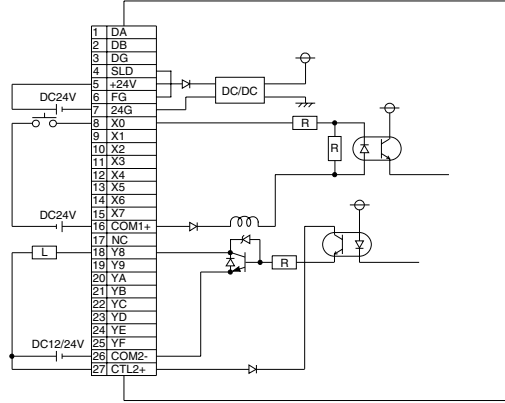 1 DA
2 DB
3 DG
4 SLD
5 +24V
6 FG
7 24G
8 X0
9 X1
10 X2
11 X3
12 X4
13 X5
14 X6
15 X7
16 COM1+
17 NC
18 Y8
19 Y9
20 YA
21 YB
22 YC
23 YD
24 YE
25 YF
26 COM2-
27 CTL2+
DC24V
DC24V
L
DC12/24V
DC/DC
R
R
R